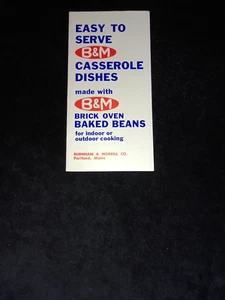 EASY TO
SERVE
B&M
CASSEROLE
DISHES
made with
B&M
BRICK OVEN
BAKED BEANS
for indoor or
outdoor cooking
BURNHAM & MORRILL CO.
Portland, Maine